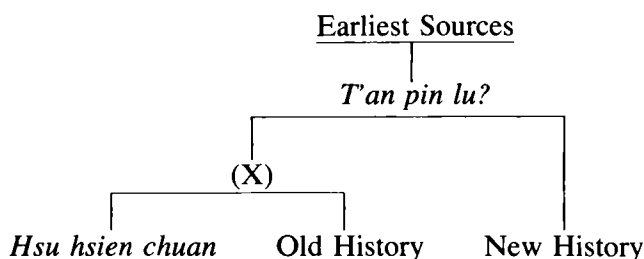 Earliest Sources
T'an pin lu?
(X)
Hsu hsien chuan Old History New History